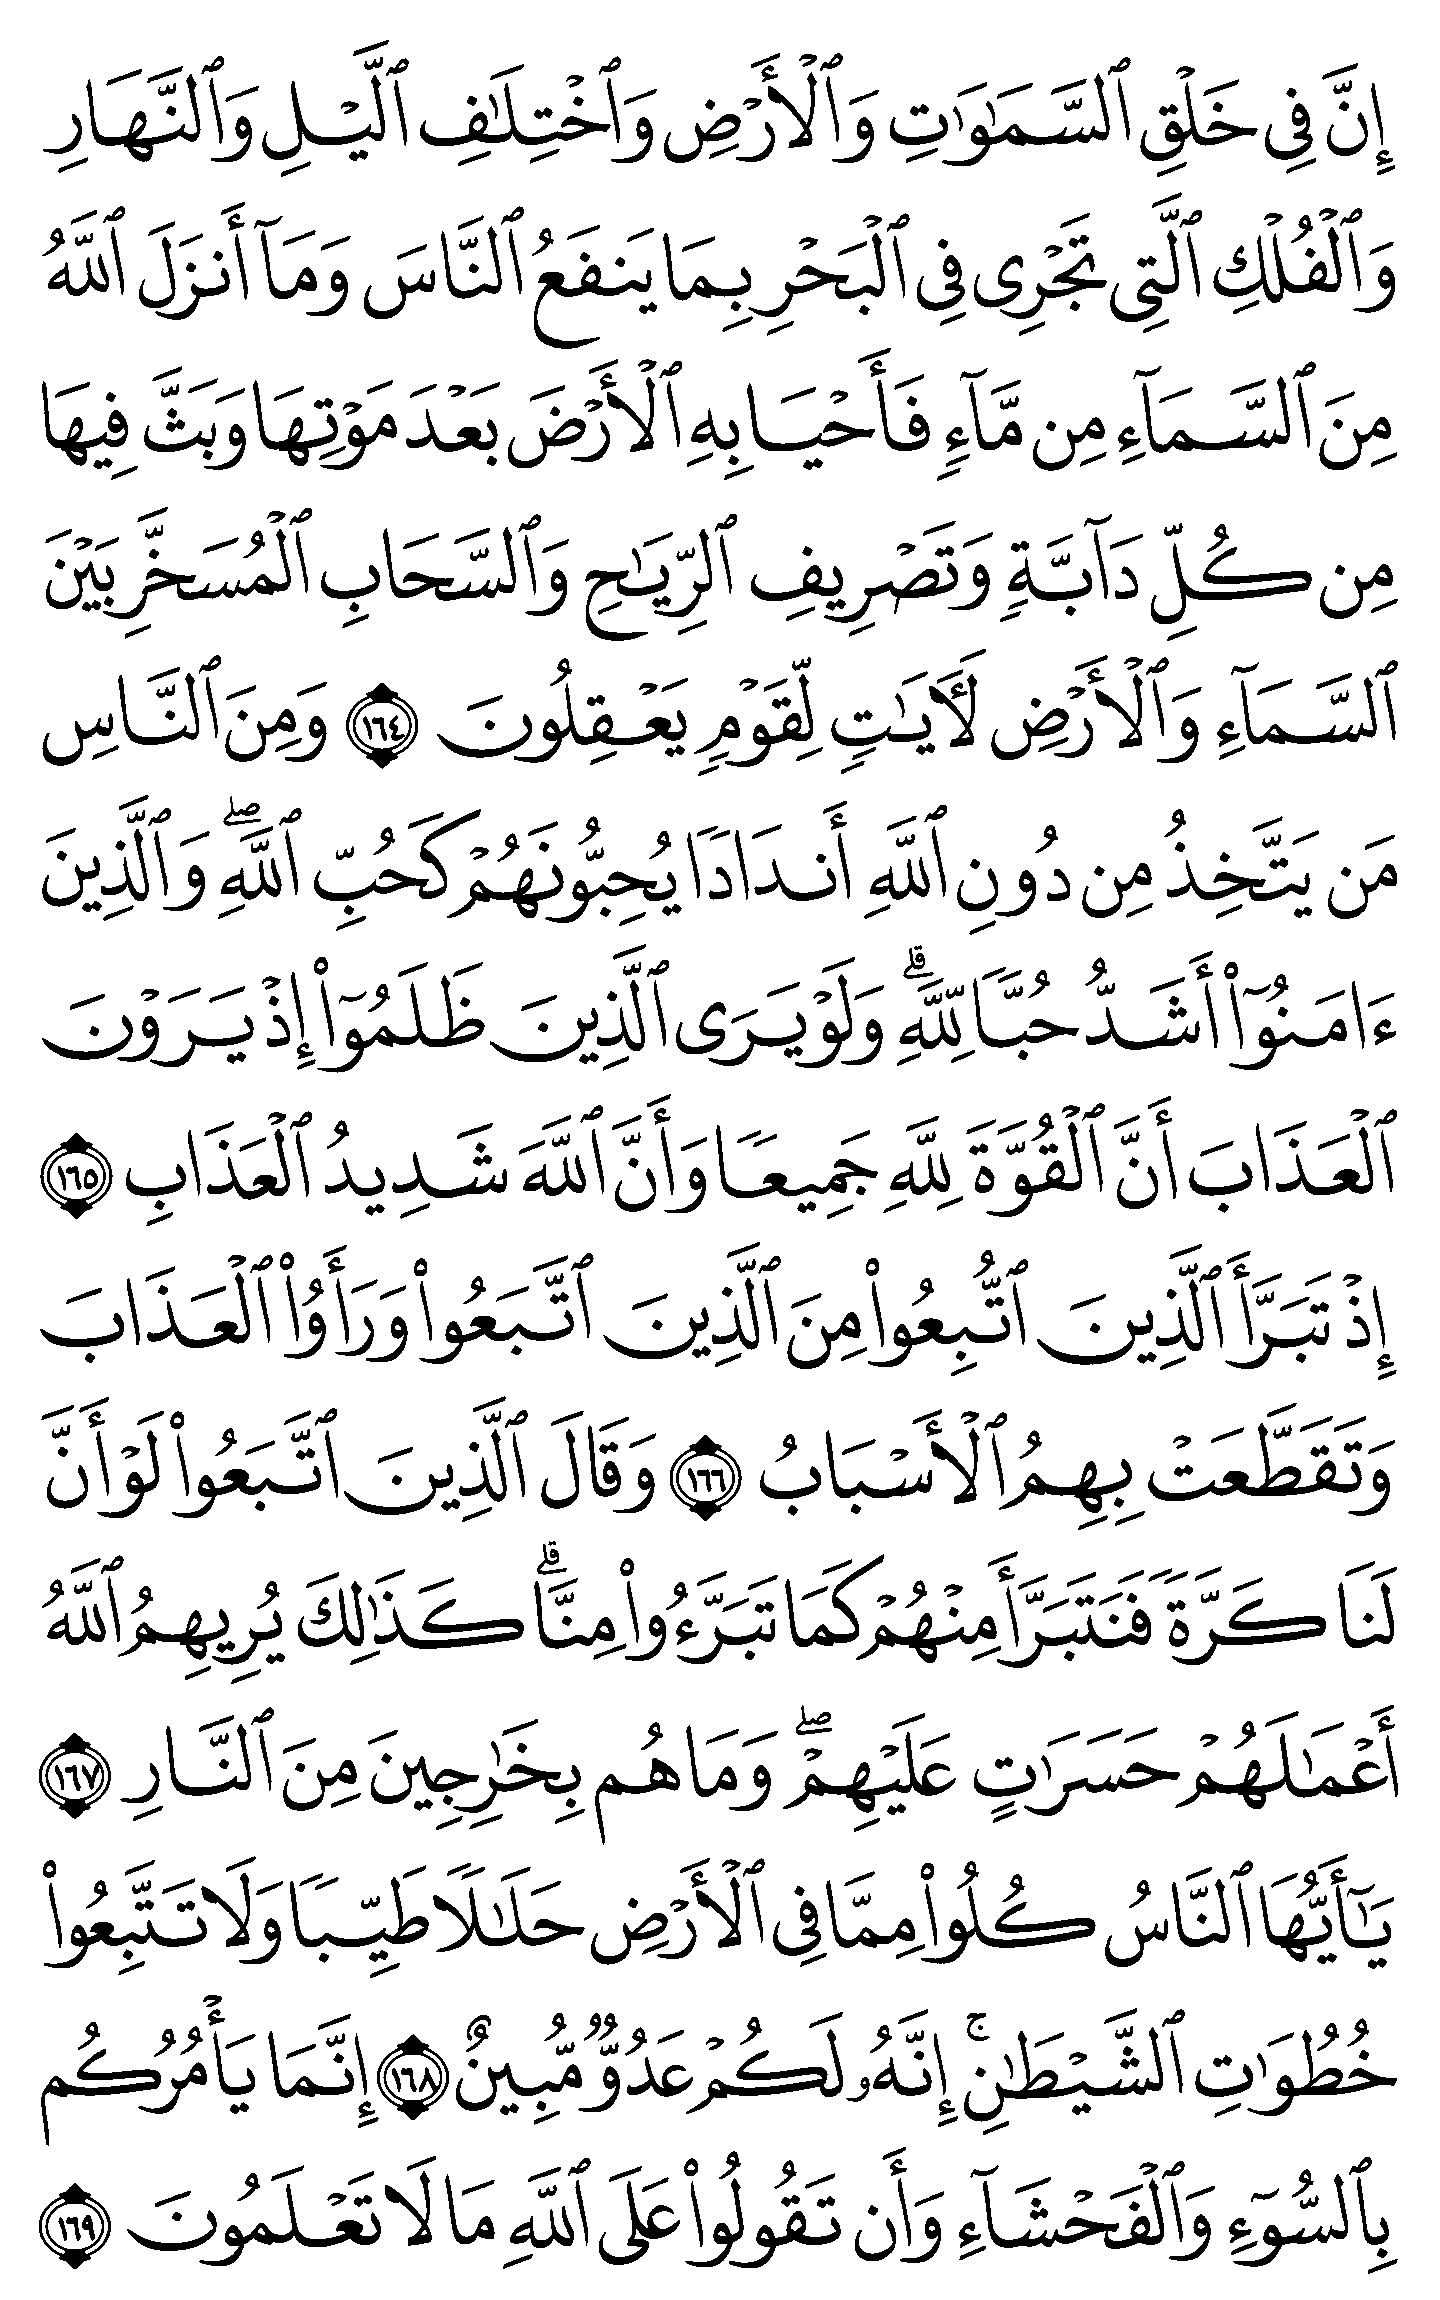 إِنَّ فِى خَلْقِ ٱلسَّمَـٰوَٰتِ وَٱلْأَرْضِ وَٱخْتِلَـٰفِ ٱلَّيْلِ وَٱلنَّهَارِ
وَٱلْفُلْكِ ٱلَّتِى تَجْرِى فِى ٱلْبَحْرِ بِمَا يَنفَعُ ٱلنَّاسَ وَمَآ أَنزَلَ ٱللَّهُ
مِنَ ٱلسَّمَآءِ مِن مَّآءٍ فَأَحْيَا بِهِ ٱلْأَرْضَ بَعْدَ مَوْتِهَا وَبَثَّ فِيهَا
مِن كُلِّ دَآبَّةٍ وَتَصْرِيفِ ٱلرِّيَـٰحِ وَٱلسَّحَابِ ٱلْمُسَخَّرِ بَيْنَ
ٱلسَّمَآءِ وَٱلْأَرْضِ لَـَٔايَـٰتٍ لِّقَوْمٍ يَعْقِلُونَ ١٦٤ وَمِنَ ٱلنَّاسِ
مَن يَتَّخِذُ مِن دُونِ ٱللَّهِ أَندَادًا يُحِبُّونَهُمْ كَحُبِّ ٱللَّهِ ۖ وَٱلَّذِينَ
ءَامَنُوٓا۟ أَشَدُّ حُبًّا لِّلَّهِ ۗ وَلَوْ يَرَى ٱلَّذِينَ ظَلَمُوٓا۟ إِذْ يَرَوْنَ
ٱلْعَذَابَ أَنَّ ٱلْقُوَّةَ لِلَّهِ جَمِيعًا وَأَنَّ ٱللَّهَ شَدِيدُ ٱلْعَذَابِ ١٦٥
إِذْ تَبَرَّأَ ٱلَّذِينَ ٱتُّبِعُوا۟ مِنَ ٱلَّذِينَ ٱتَّبَعُوا۟ وَرَأَوُا۟ ٱلْعَذَابَ
وَتَقَطَّعَتْ بِهِمُ ٱلْأَسْبَابُ ١٦٦ وَقَالَ ٱلَّذِينَ ٱتَّبَعُوا۟ لَوْ أَنَّ
لَنَا كَرَّةً فَنَتَبَرَّأَ مِنْهُمْ كَمَا تَبَرَّءُوا۟ مِنَّا ۗ كَذَٰلِكَ يُرِيهِمُ ٱللَّهُ
أَعْمَـٰلَهُمْ حَسَرَٰتٍ عَلَيْهِمْ ۖ وَمَا هُم بِخَـٰرِجِينَ مِنَ ٱلنَّارِ ١٦٧
يَـٰٓأَيُّهَا ٱلنَّاسُ كُلُوا۟ مِمَّا فِى ٱلْأَرْضِ حَلَـٰلًا طَيِّبًا وَلَا تَتَّبِعُوا۟
خُطُوَٰتِ ٱلشَّيْطَـٰنِ ۚ إِنَّهُۥ لَكُمْ عَدُوٌّ مُّبِينٌ ١٦٨ إِنَّمَا يَأْمُرُكُم
بِٱلسُّوٓءِ وَٱلْفَحْشَآءِ وَأَن تَقُولُوا۟ عَلَى ٱللَّهِ مَا لَا تَعْلَمُونَ ١٦٩